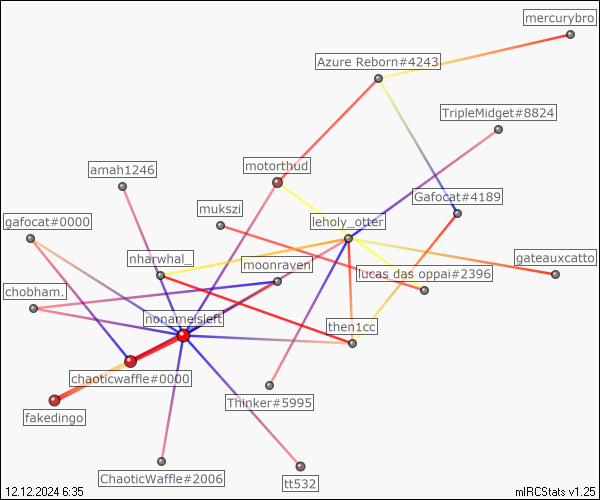 mercurybro
Azure Reborn#4243
TripleMidget#8824
amah1246
motorthud
Gafocat#4189
mukszi
gafocat#0000
leholy_otter
nharwhal_
moonraven
gateauxcatto
lucas das oppai#2396
chobham.
nonameisleft
then1cc
chaoticwaffle#0000
Thinker#5995
fakedingo
ChaoticWaffle#2006
tt532
12.12.2024 6:35
mIRCStats v1.25